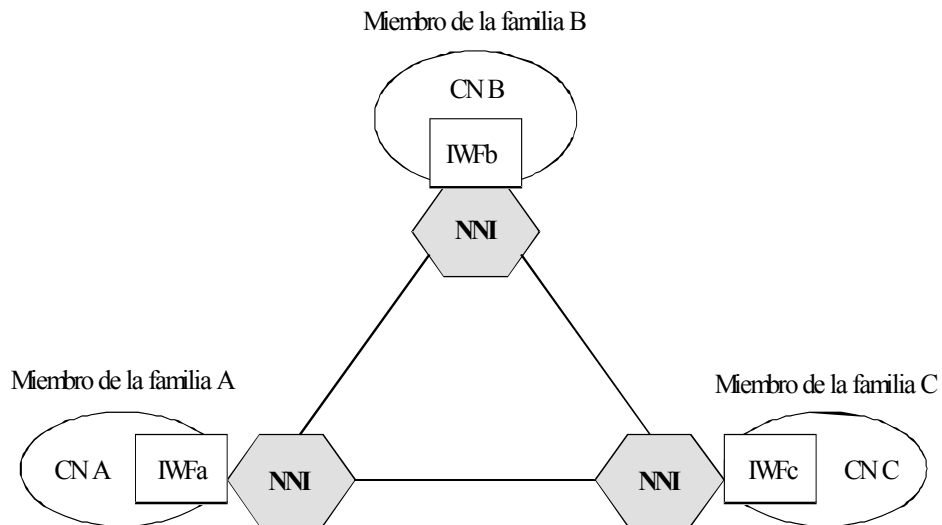 Miembro de la familia B
CN B
IWFb
NNI
Miembro de la familia A
Miembro de la familia C
CN A
IWFa
NNI
NNI
IWFc
CN C